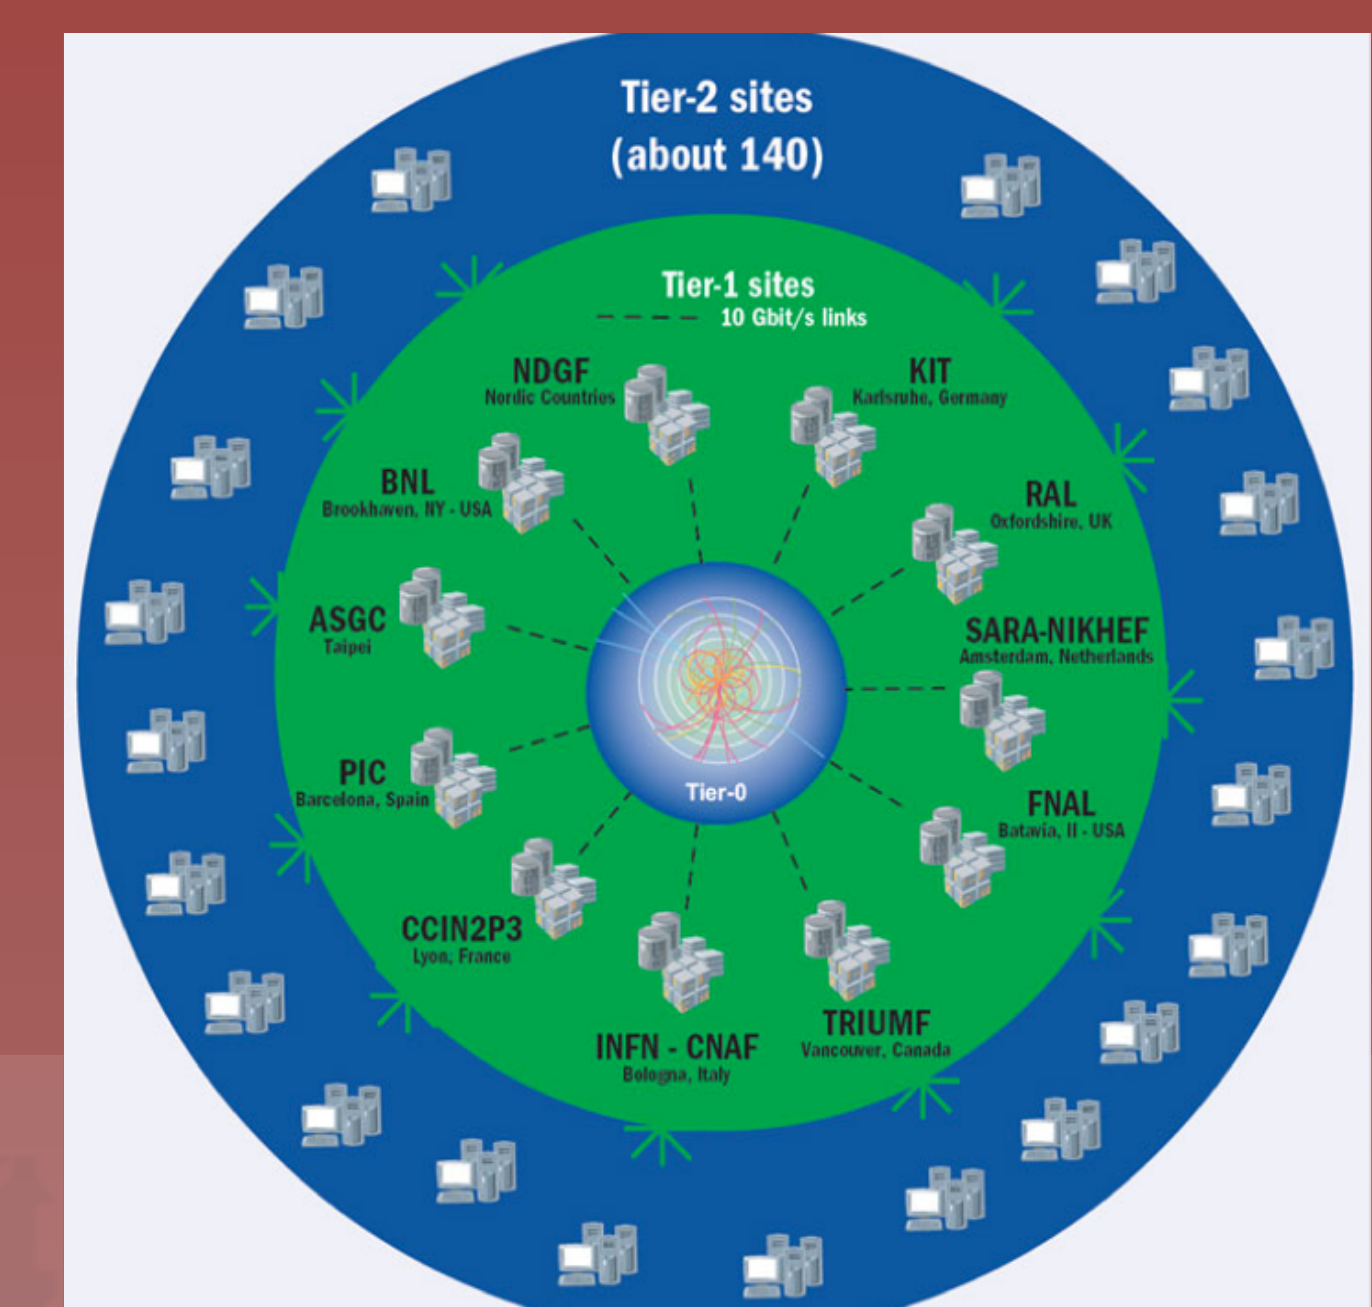 Tier-2 sites
(about 140)
Tier-1 sites
10 Gbit/s links
NDGF
Nordic Countries
KIT
Karlsruhe, Germany
BNL
Brookhaven, NY - USA
RAL
Oxfordshire, UK
ASGC
Taipei
SARA-NIKHEF
Amsterdam, Netherlands
PIC
Barcelona, Spain
Tier-0
FNAL
Batavia, Il - USA
CCIN2P3
Lyon, France
TRIUMF
Vancouver, Canada
INFN - CNAF
Bologna, Italy